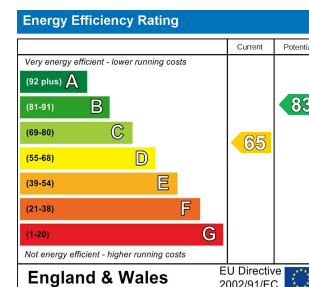 Energy Efficiency Rating
Current Potentia
Very energy efficient - lower running costs
(92 plus) A
(81-91) B
83
(69-80) C
65
(55-68) D
(39-54) E
(21-38) F
(1-20) G
Not energy efficient - higher running costs
England & Wales
EU Directive
2002/91/EC